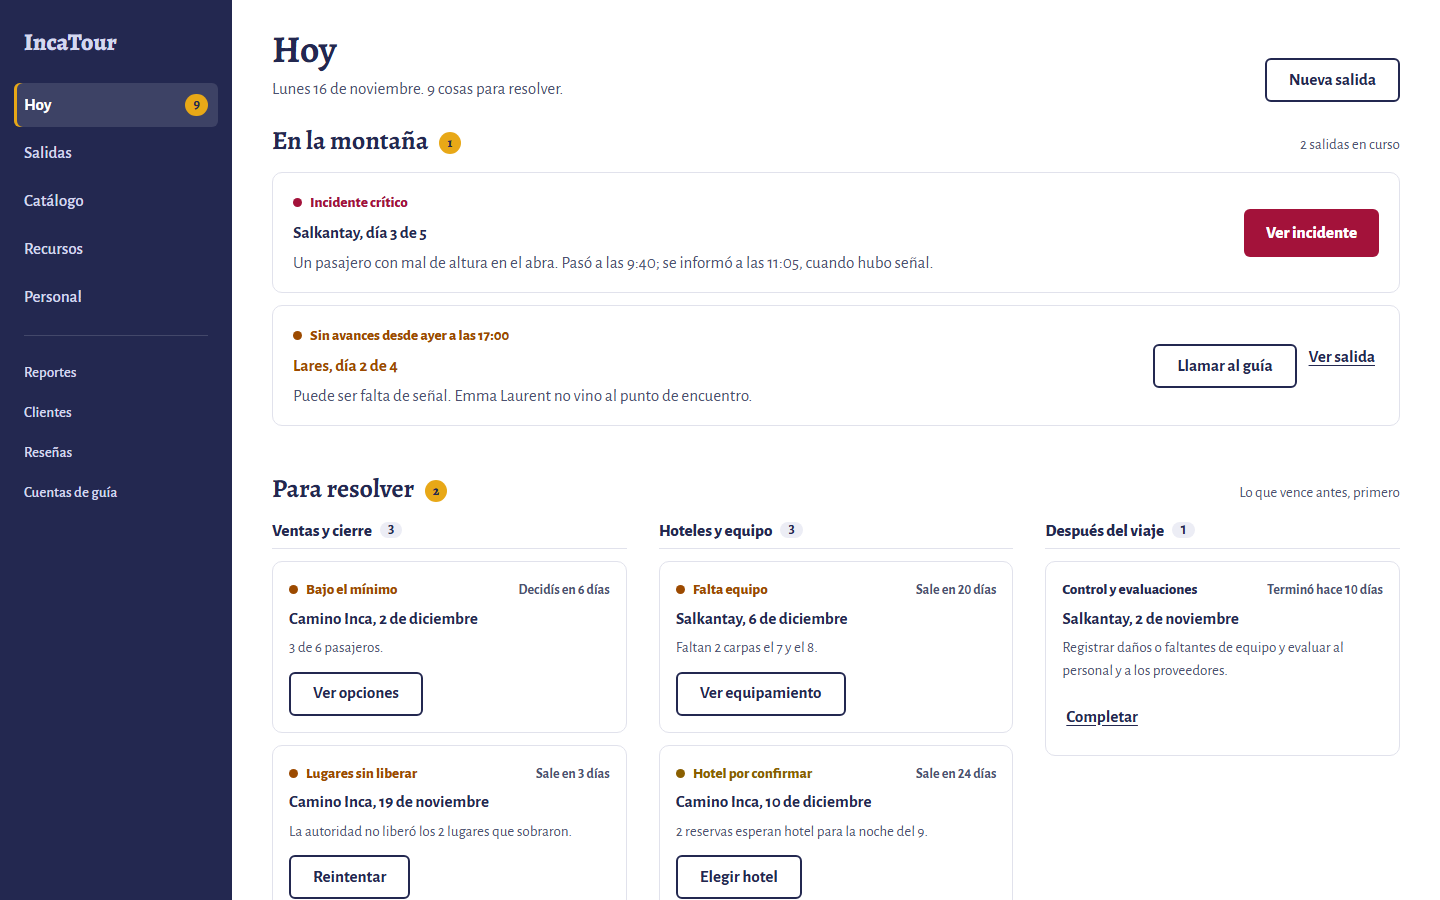 IncaTour
Hoy 9
Salidas
Catálogo
Recursos
Personal
Reportes
Clientes
Reseñas
Cuentas de guía
Hoy
Lunes 16 de noviembre. 9 cosas para resolver.
Nueva salida
En la montaña 1
2 salidas en curso
Incidente crítico
Salkantay, día 3 de 5
Un pasajero con mal de altura en el abra. Pasó a las 9:40; se informó a las 11:05, cuando hubo señal.
Ver incidente
Sin avances desde ayer a las 17:00
Lares, día 2 de 4
Puede ser falta de señal. Emma Laurent no vino al punto de encuentro.
Llamar al guía
Ver salida
Para resolver 2
Lo que vence antes, primero
Ventas y cierre 3
Bajo el mínimo
Decidís en 6 días
Camino Inca, 2 de diciembre
3 de 6 pasajeros.
Ver opciones
Lugares sin liberar
Sale en 3 días
Camino Inca, 19 de noviembre
La autoridad no liberó los 2 lugares que sobraron.
Reintentar
Hoteles y equipo 3
Falta equipo
Sale en 20 días
Salkantay, 6 de diciembre
Faltan 2 carpas el 7 y el 8.
Ver equipamiento
Hotel por confirmar
Sale en 24 días
Camino Inca, 10 de diciembre
2 reservas esperan hotel para la noche del 9.
Elegir hotel
Después del viaje 1
Control y evaluaciones
Terminó hace 10 días
Salkantay, 2 de noviembre
Registrar daños o faltantes de equipo y evaluar al
personal y a los proveedores.
Completar